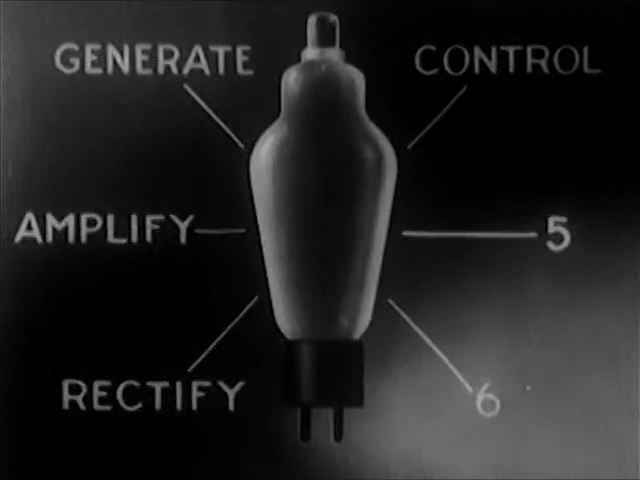 GENERATE
CONTROL
AMPLIFY
5
RECTIFY
6